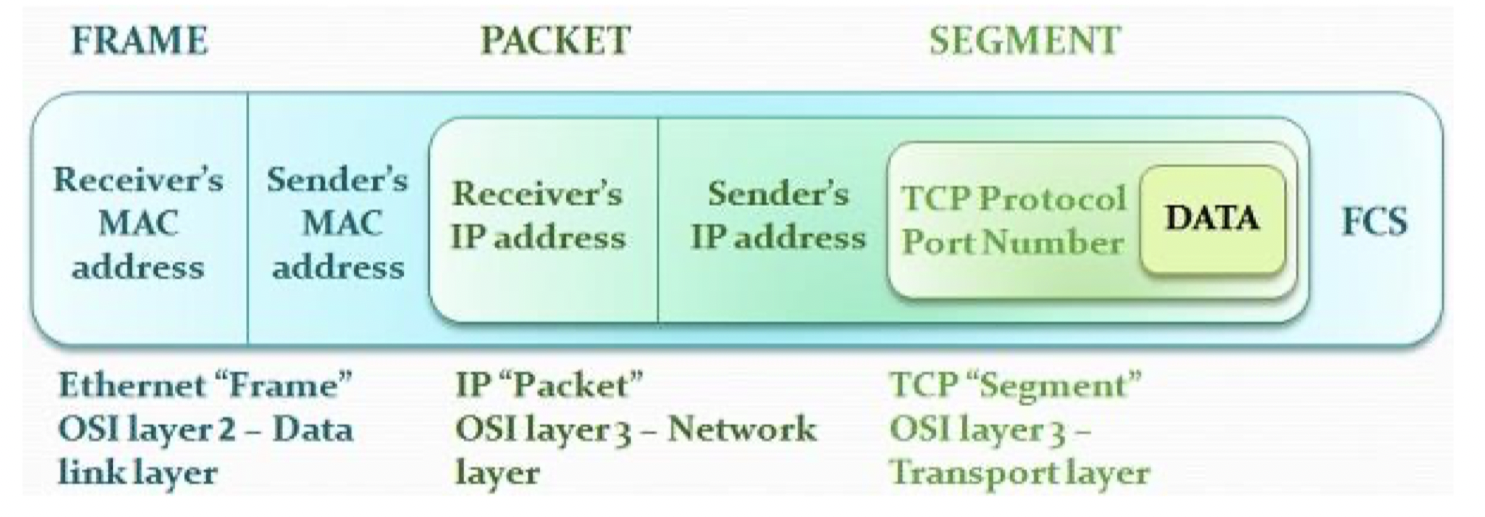 FRAME
PACKET
SEGMENT
Receiver’s
MAC
address
Sender’s
MAC
address
Receiver’s
IP address
Sender’s
IP address
TCP Protocol
Port Number
DATA
FCS
Ethernet “Frame”
OSI layer 2 – Data
link layer
IP “Packet”
OSI layer 3 – Network
layer
TCP “Segment”
OSI layer 3 –
Transport layer